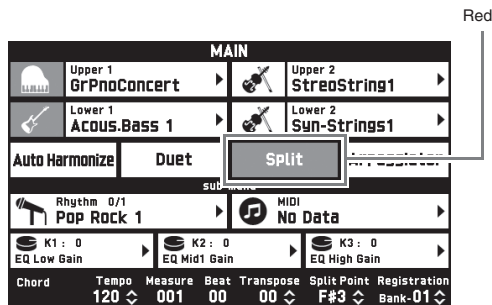 Red
MAIN
Upper 1
GrPnoConcert
Upper 2
StreoString1
Lower 1
Acous.Bass 1
Lower 2
Syn-Strings1
Auto Harmonize Duet Split
Rhythm 0/1
Pop Rock 1
MIDI
No Data
K1: 0
EQ Low Gain
K2: 0
EQ Mid1 Gain
K3: 0
EQ High Gain
Chord Tempo Measure Beat Transpose Split Point Registration
120 001 00 00 F#3 Bank-01